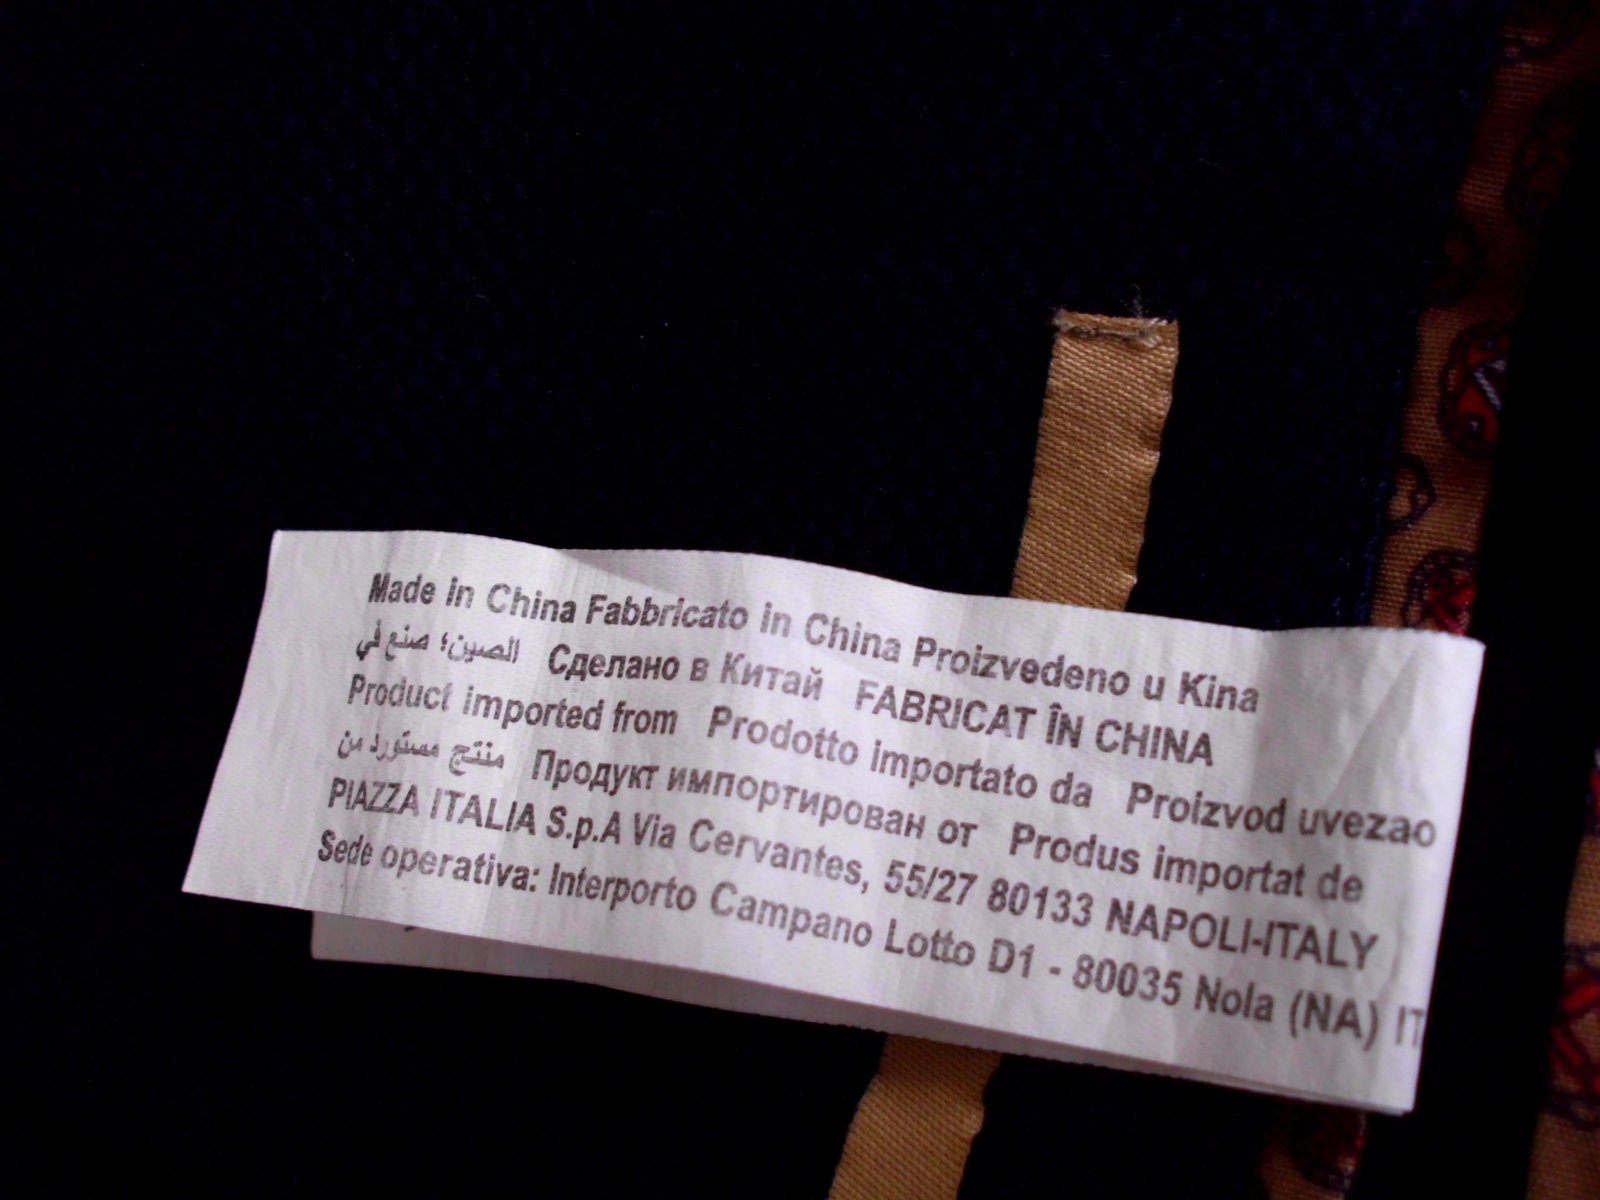 Made in China Fabbricato in China Proizvedeno u Kina
الصين؛ صنع في Сделано в Китай FABRICAT ÎN CHINA
Product imported from Prodotto importato da Proizvod uvezao
منتج مستورد من Продукт импортирован от Produs importat de
PIAZZA ITALIA S.p.A Via Cervantes, 55/27 80133 NAPOLI-ITALY
Sede operativa: Interporto Campano Lotto D1 - 80035 Nola (NA) IT